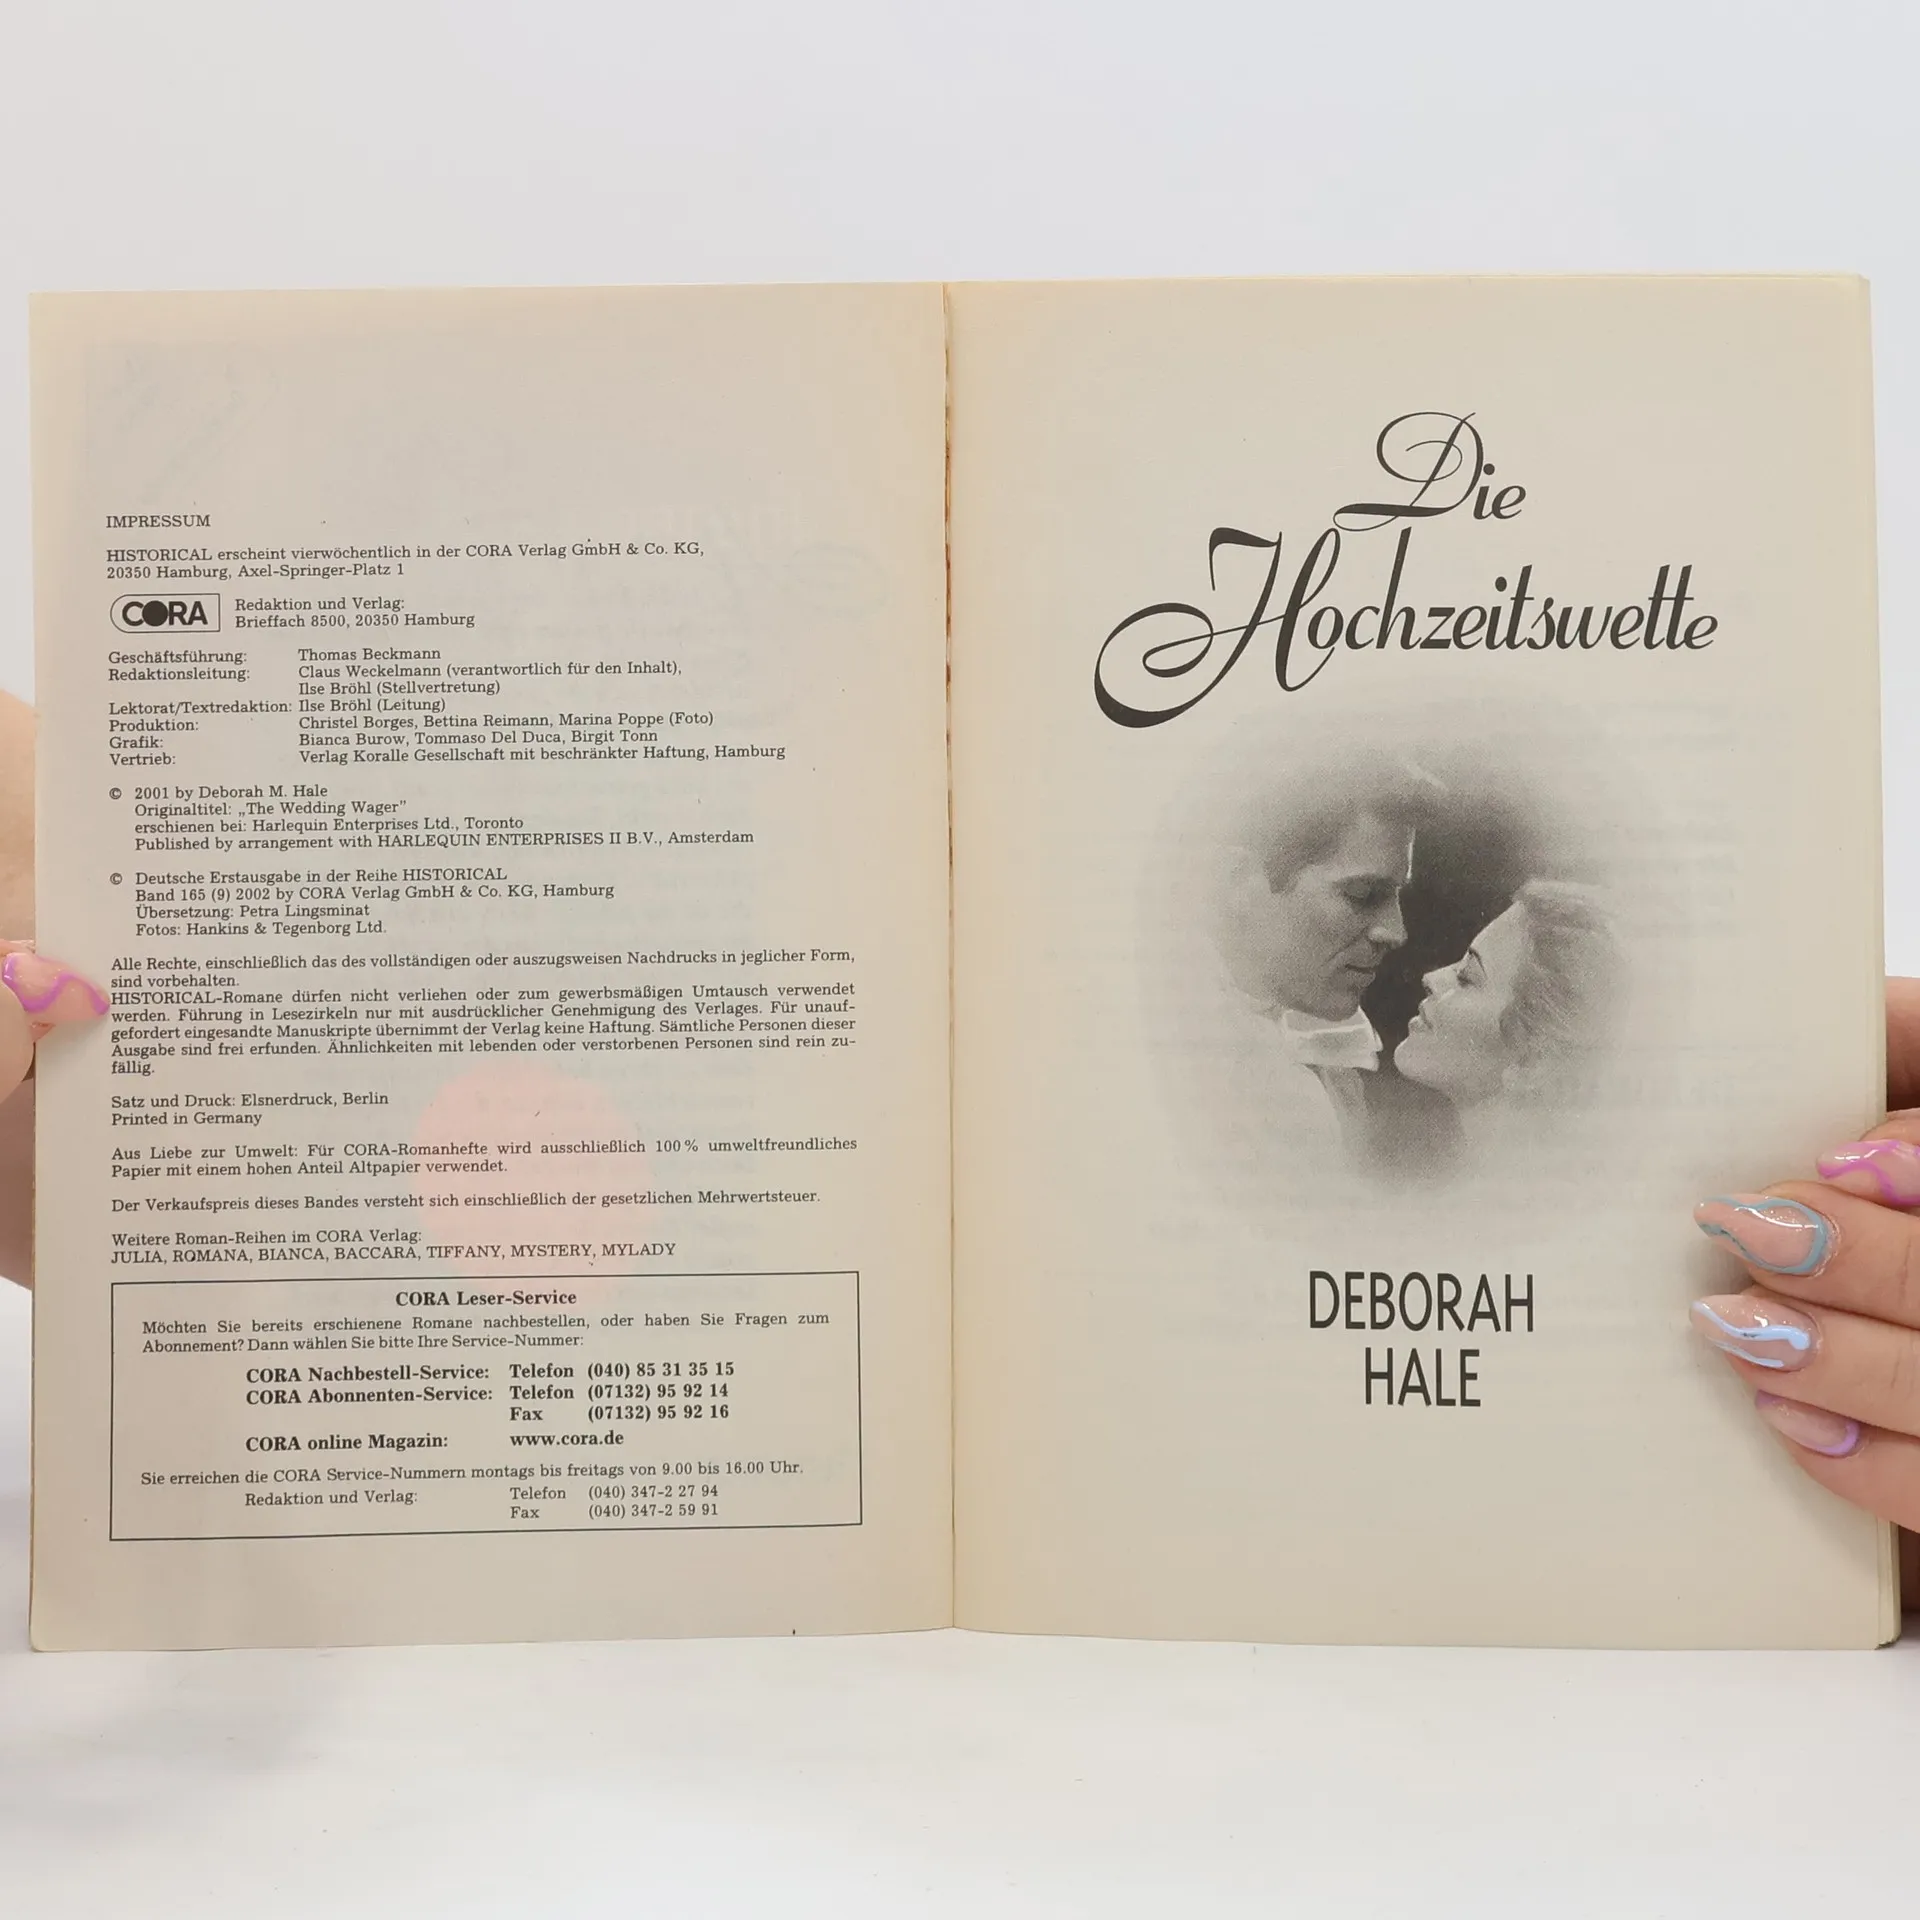 IMPRESSUM
HISTORICAL erscheint vierwöchentlich in der CORA Verlag GmbH & Co. KG,
20350 Hamburg, Axel-Springer-Platz 1
CORA
Redaktion und Verlag:
Brieffach 8500, 20350 Hamburg
Geschäftsführung: Thomas Beckmann
Redaktionsleitung: Claus Weckelmann (verantwortlich für den Inhalt),
Ilse Bröhl (Stellvertretung)
Lektorat/Textredaktion: Ilse Bröhl (Leitung)
Produktion: Christel Borges, Bettina Reimann, Marina Poppe (Foto)
Grafik: Bianca Burow, Tommaso Del Duca, Birgit Tonn
Vertrieb: Verlag Koralle Gesellschaft mit beschränkter Haftung, Hamburg
© 2001 by Deborah M. Hale
Originaltitel: „The Wedding Wager”
erschienen bei: Harlequin Enterprises Ltd., Toronto
Published by arrangement with HARLEQUIN ENTERPRISES II B.V., Amsterdam
© Deutsche Erstausgabe in der Reihe HISTORICAL
Band 165 (9) 2002 by CORA Verlag GmbH & Co. KG, Hamburg
Übersetzung: Petra Lingsminat
Fotos: Hankins & Tegenborg Ltd.
Alle Rechte, einschließlich das des vollständigen oder auszugsweisen Nachdrucks in jeglicher Form,
sind vorbehalten.
HISTORICAL-Romane dürfen nicht verliehen oder zum gewerbsmäßigen Umtausch verwendet
werden. Führung in Lesezirkeln nur mit ausdrücklicher Genehmigung des Verlages. Für unauf-
gefordert eingesandte Manuskripte übernimmt der Verlag keine Haftung. Sämtliche Personen dieser
Ausgabe sind frei erfunden. Ähnlichkeiten mit lebenden oder verstorbenen Personen sind rein zu-
fällig.
Satz und Druck: Elsnerdruck, Berlin
Printed in Germany
Aus Liebe zur Umwelt: Für CORA-Romanhefte wird ausschließlich 100% umweltfreundliches
Papier mit einem hohen Anteil Altpapier verwendet.
Der Verkaufspreis dieses Bandes versteht sich einschließlich der gesetzlichen Mehrwertsteuer.
Weitere Roman-Reihen im CORA Verlag:
JULIA, ROMANA, BIANCA, BACCARA, TIFFANY, MYSTERY, MYLADY
CORA Leser-Service
Möchten Sie bereits erschienene Romane nachbestellen, oder haben Sie Fragen zum
Abonnement? Dann wählen Sie bitte Ihre Service-Nummer:
CORA Nachbestell-Service: Telefon (040) 85 31 35 15
CORA Abonnenten-Service: Telefon (07132) 95 92 14
Fax (07132) 95 92 16
CORA online Magazin: www.cora.de
Sie erreichen die CORA Service-Nummern montags bis freitags von 9.00 bis 16.00 Uhr.
Redaktion und Verlag: Telefon (040) 347-2 27 94
Fax (040) 347-2 59 91
Die
Hochzeitswette
DEBORAH
HALE